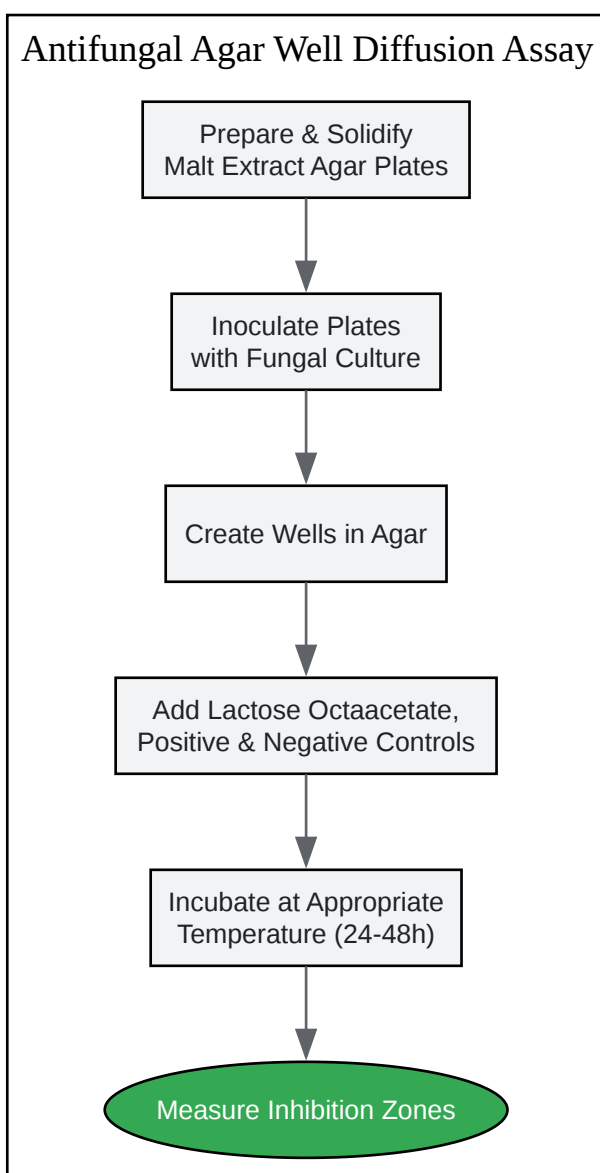 Antifungal Agar Well Diffusion Assay
Prepare & Solidify
Malt Extract Agar Plates
Inoculate Plates
with Fungal Culture
Create Wells in Agar
Add Lactose Octaacetate,
Positive & Negative Controls
Incubate at Appropriate
Temperature (24-48h)
Measure Inhibition Zones